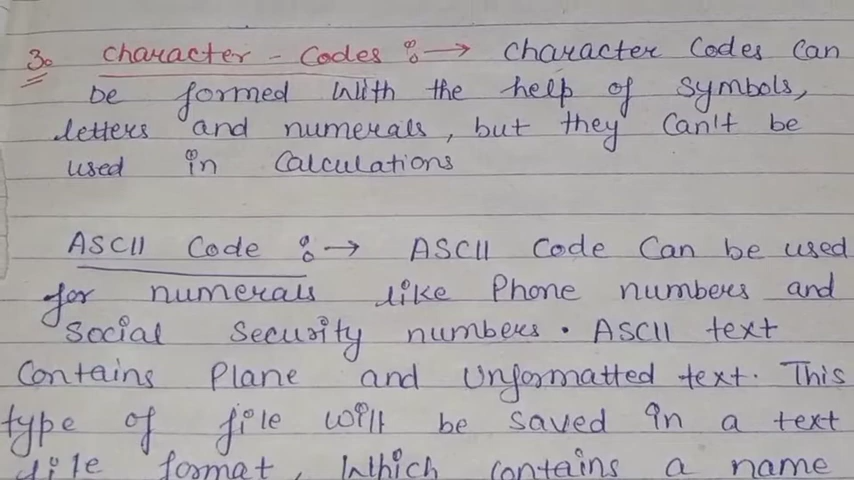 3. Character - Codes :→ Character Codes Can
be formed With the help of Symbols,
letters and numerals, but they Can't be
used in Calculations
ASCII Code :→ ASCII Code Can be used
for numerals like Phone numbers and
Social Security numbers. ASCII text
Contains Plane and Unformatted text. This
type of file will be saved in a text
file format, Which contains a name